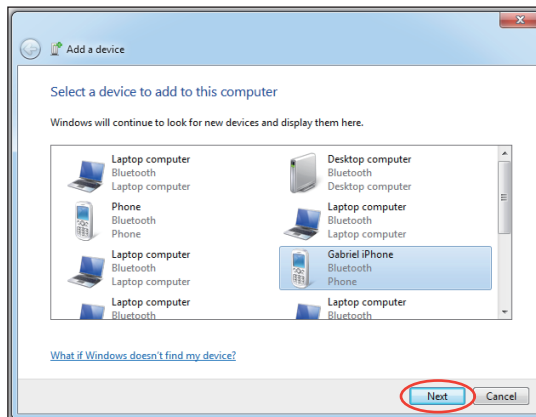 Add a device
Select a device to add to this computer
Windows will continue to look for new devices and display them here.
Laptop computer
Bluetooth
Laptop computer
Desktop computer
Bluetooth
Desktop computer
Phone
Bluetooth
Phone
Laptop computer
Bluetooth
Laptop computer
Laptop computer
Bluetooth
Laptop computer
Gabriel iPhone
Bluetooth
Phone
Laptop computer
Bluetooth
Laptop computer
Bluetooth
What if Windows doesn't find my device?
Next
Cancel